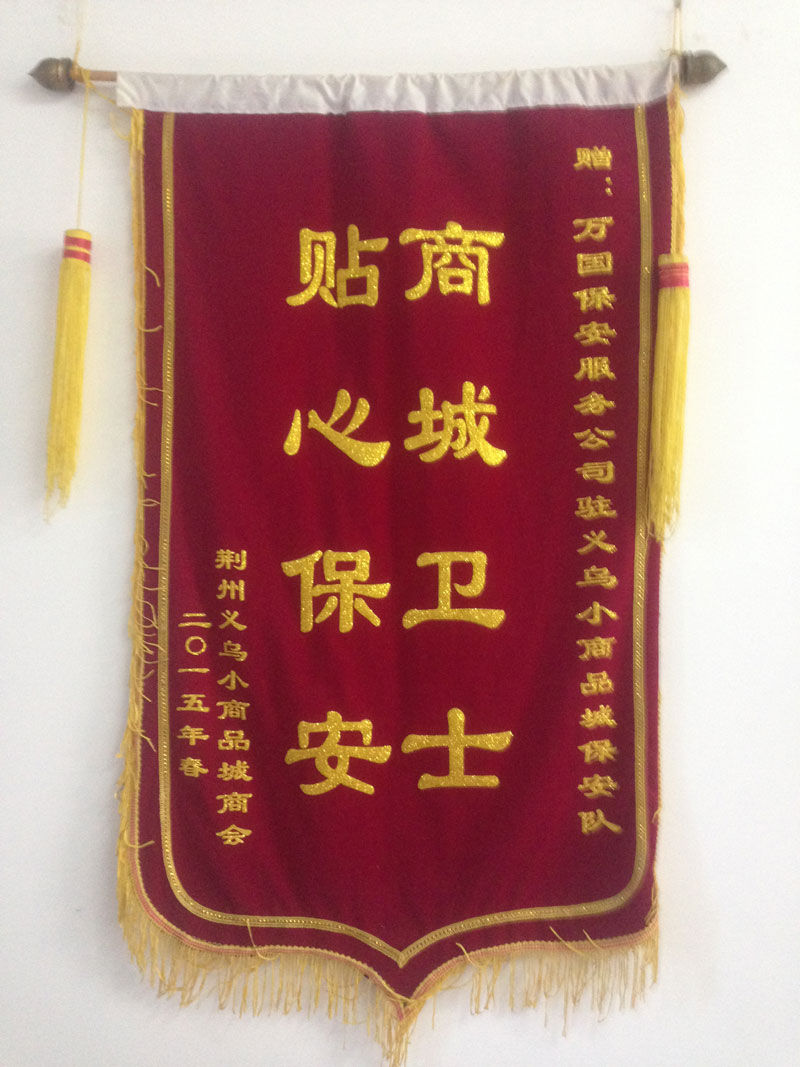 赠：万国保安服务公司驻义乌小商品城保安队
商城卫士
贴心保安
荆州义乌小商品城商会
二〇一五年春